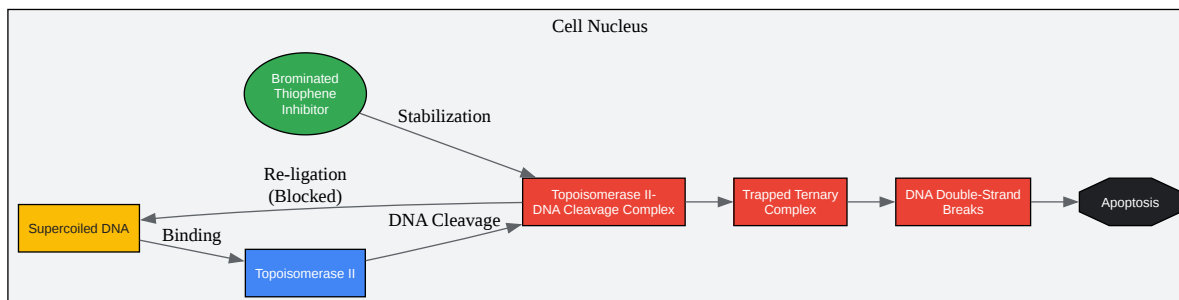 Cell Nucleus
Brominated
Thiophene
Inhibitor
Stabilization
Re-ligation
(Blocked)
Topoisomerase II-
DNA Cleavage Complex
Trapped Ternary
Complex
DNA Double-Strand
Breaks
Apoptosis
Supercoiled DNA
Binding
DNA Cleavage
Topoisomerase II